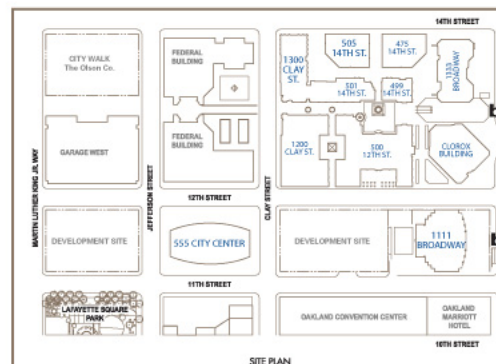 14TH STREET
CITY WALK
The Olsen Co.
FEDERAL
BUILDING
1300
CLAY
ST.
505
14TH ST.
475
14TH ST.
1333
BROADWAY
501
14TH ST.
499
14TH ST.
GARAGE WEST
FEDERAL
BUILDING
1200
CLAY ST.
500
12TH ST.
CLOROX
BUILDING
MARTIN LUTHER KING JR. WAY
JEFFERSON STREET
CLAY STREET
12TH STREET
DEVELOPMENT SITE
555 CITY CENTER
DEVELOPMENT SITE
1111
BROADWAY
11TH STREET
LAFAYETTE SQUARE
PARK
OAKLAND CONVENTION CENTER
OAKLAND
MARRIOTT
HOTEL
10TH STREET
SITE PLAN